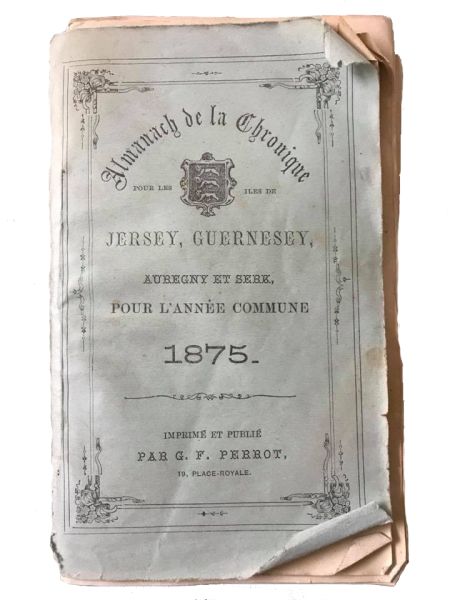 Almanach de la Chronique
POUR LES ILES DE
JERSEY, GUERNESEY,
AUREGNY ET SERK,
POUR L'ANNÉE COMMUNE
1875.
IMPRIMÉ ET PUBLIÉ
PAR G. F. PERROT,
19, PLACE-ROYALE.